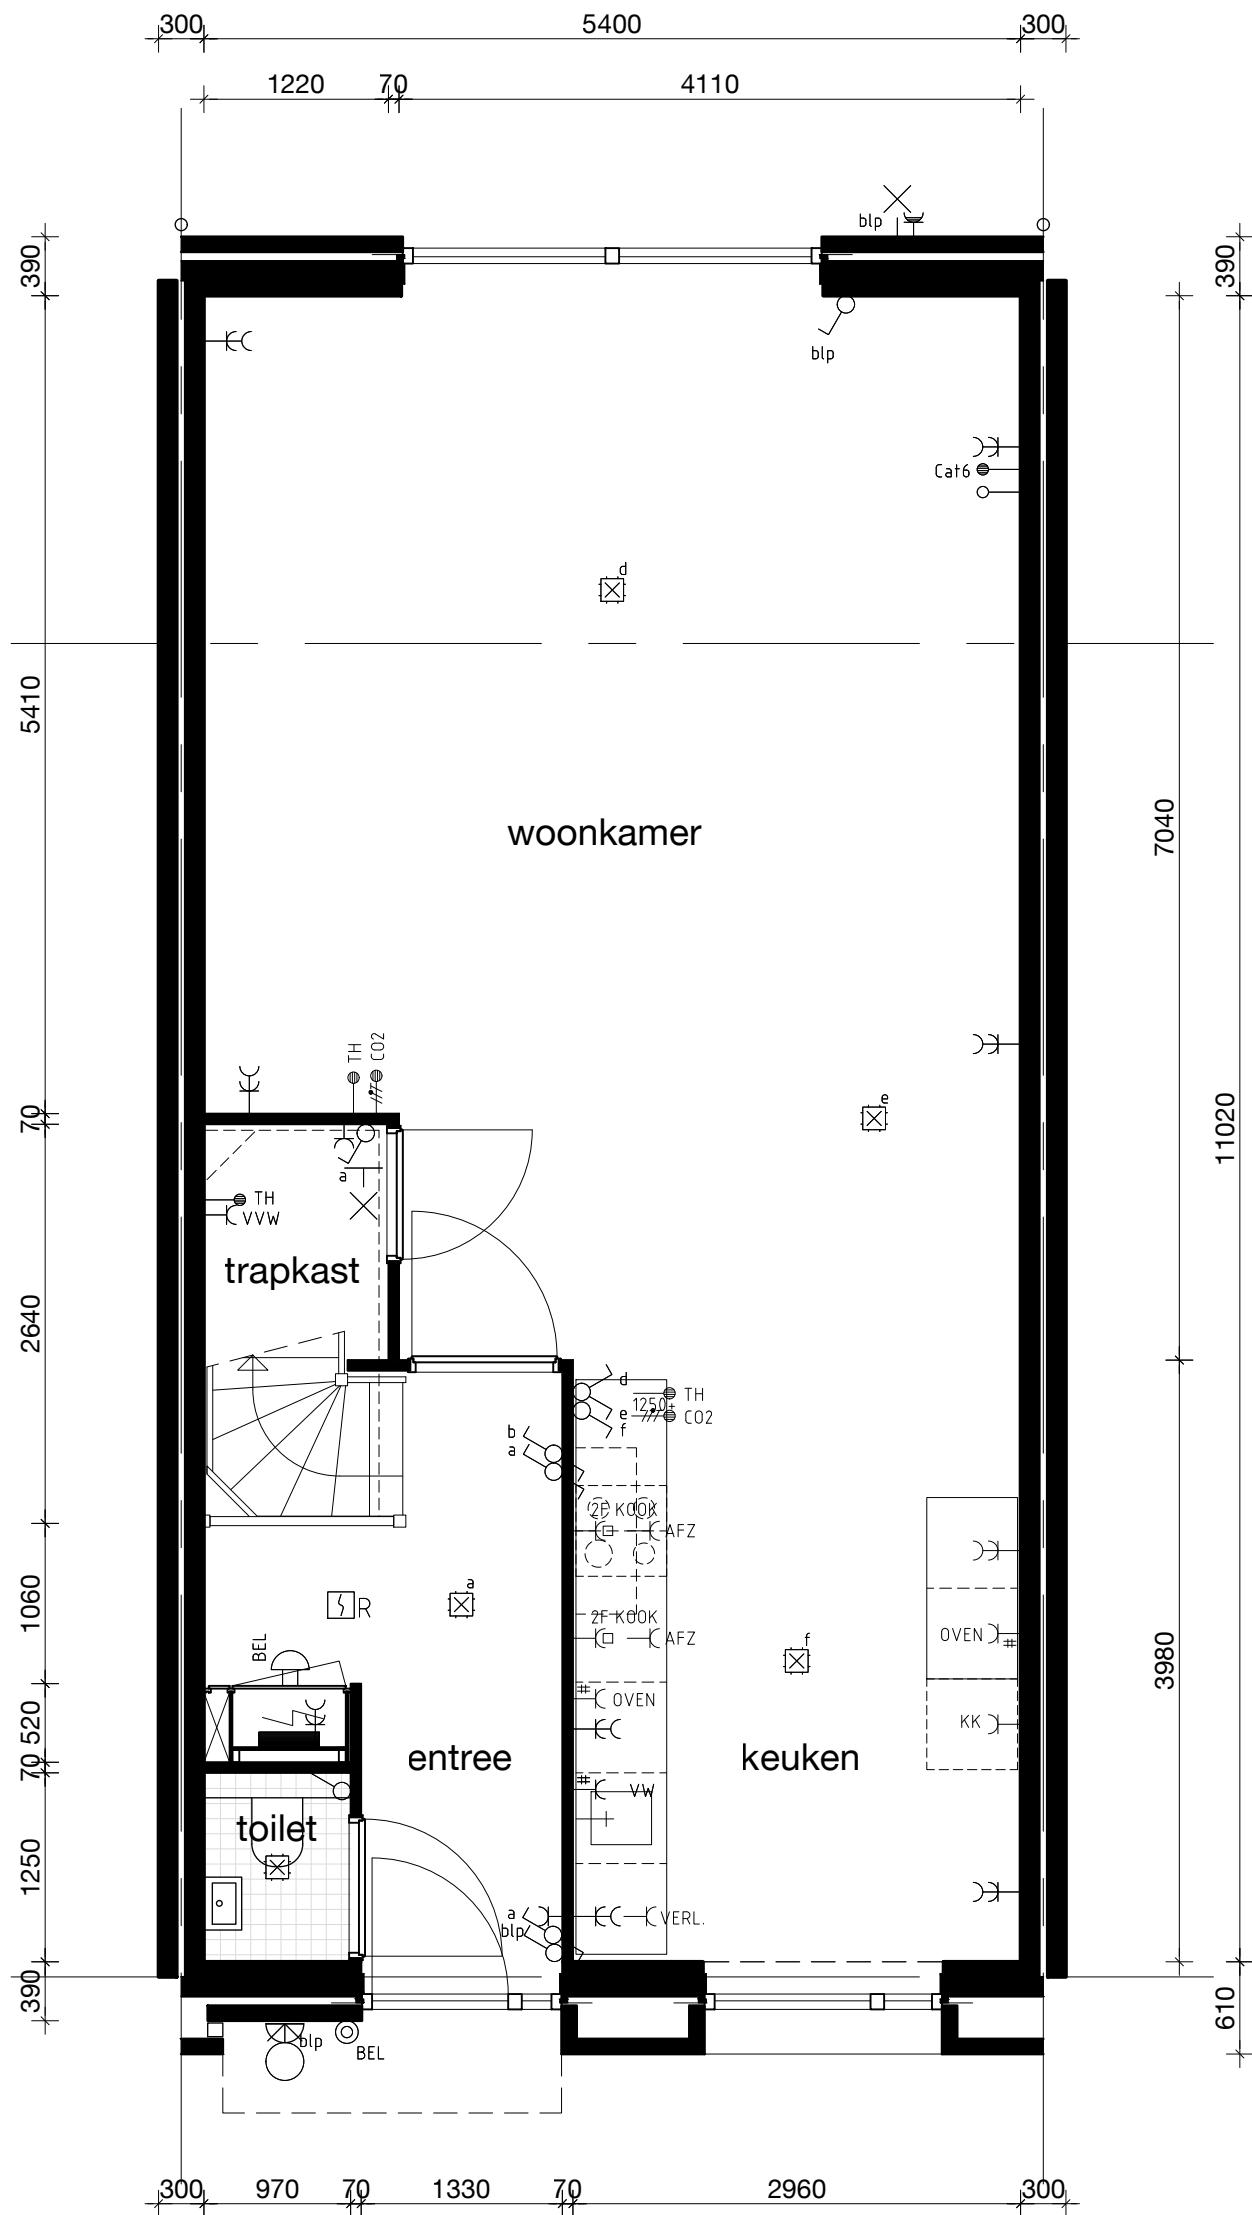 300 5400 300
1220 70 4110
blp
390 390
blp
Cat6
d
5410
woonkamer
7040
TH CO2
e
70
11020
a
TH
VVW
trapkast
2640
d
TH
1250+
e
CO2
f
b
a
2F KOOK
AFZ
a
R
1060
2F KOOK
AFZ
f
OVEN
3980
BEL
OVEN
520
KK
70
entree
keuken
VW
toilet
1250
a
VERL.
blp
390
610
blp
BEL
300 970 70 1330 70 2960 300